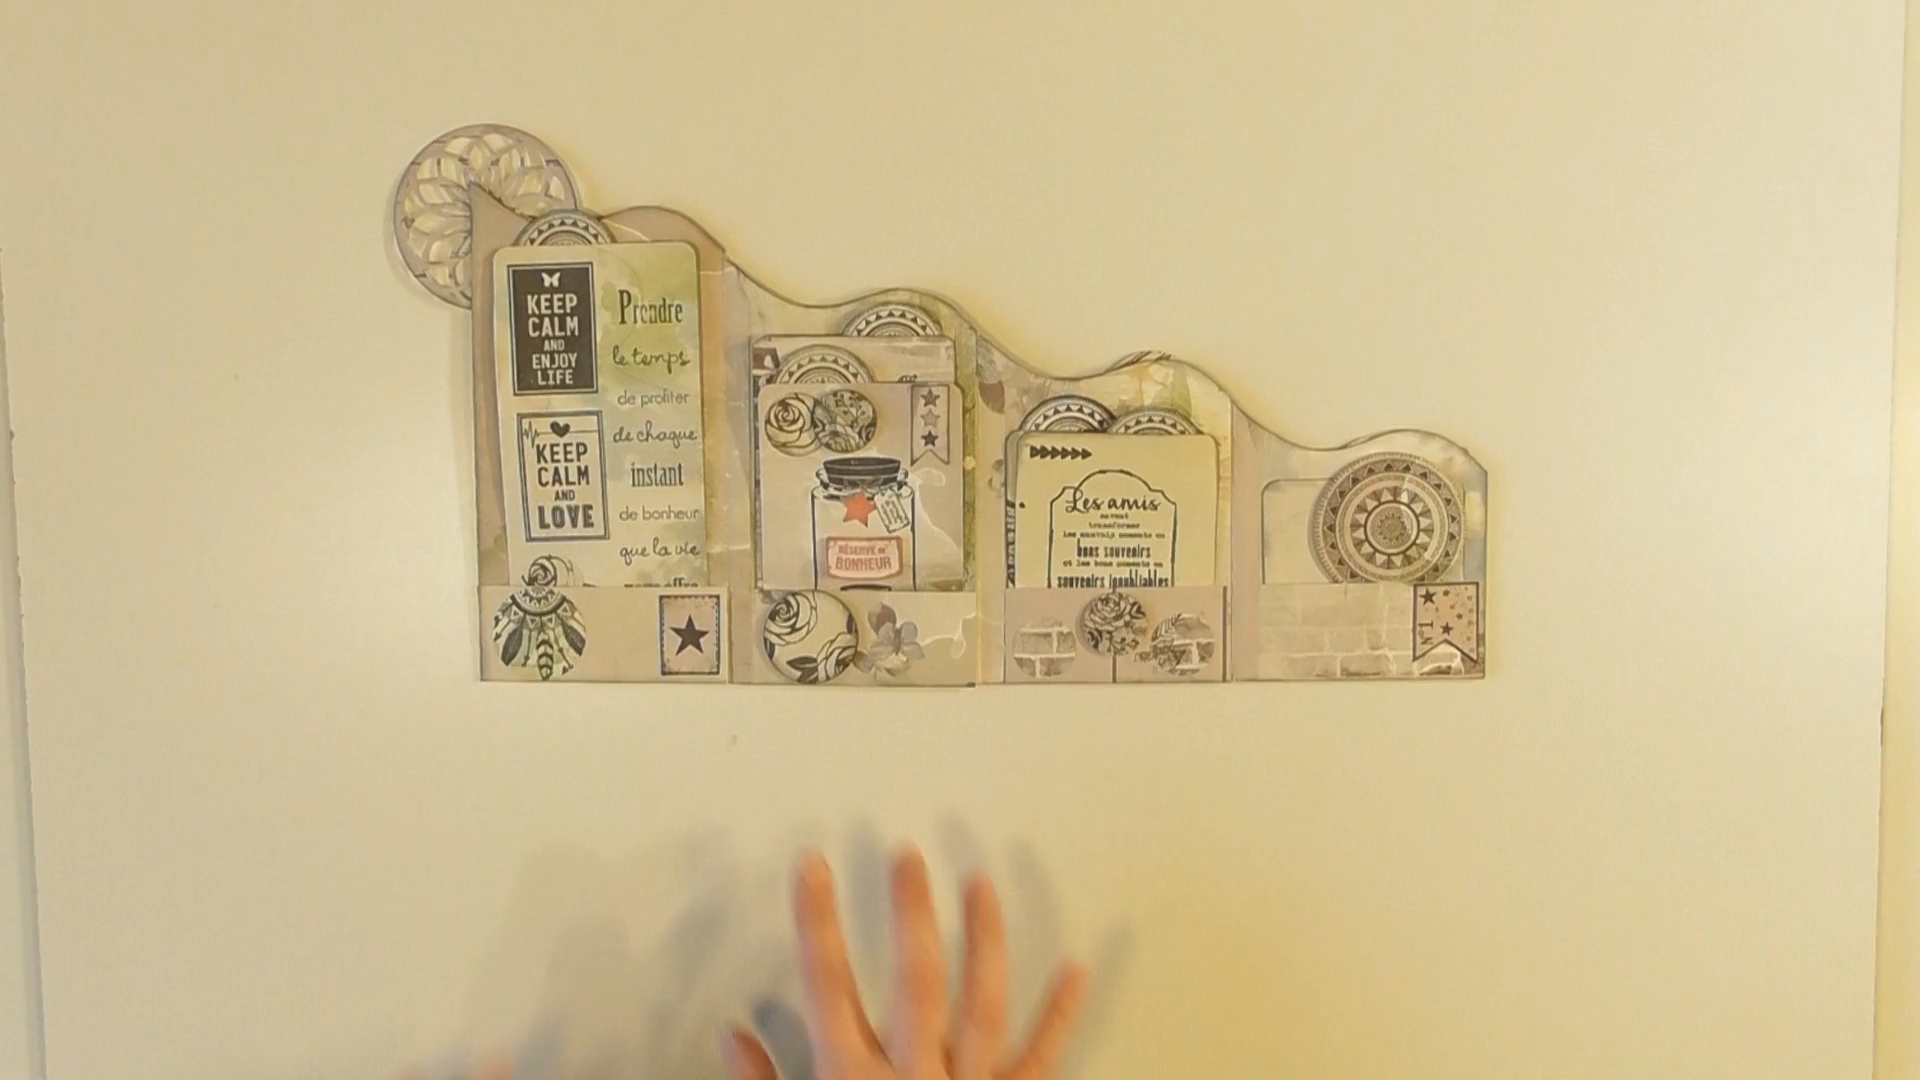 KEEP
CALM
AND
ENJOY
LIFE
KEEP
CALM
AND
LOVE
Prendre
le temps
de profiter
de chaque
instant
de bonheur
que la vie
RÉSERVE DE
BONHEUR
Les amis
savent
transformer
les mauvais moments en
bons souvenirs
et les bons moments en
souvenirs inoubliables